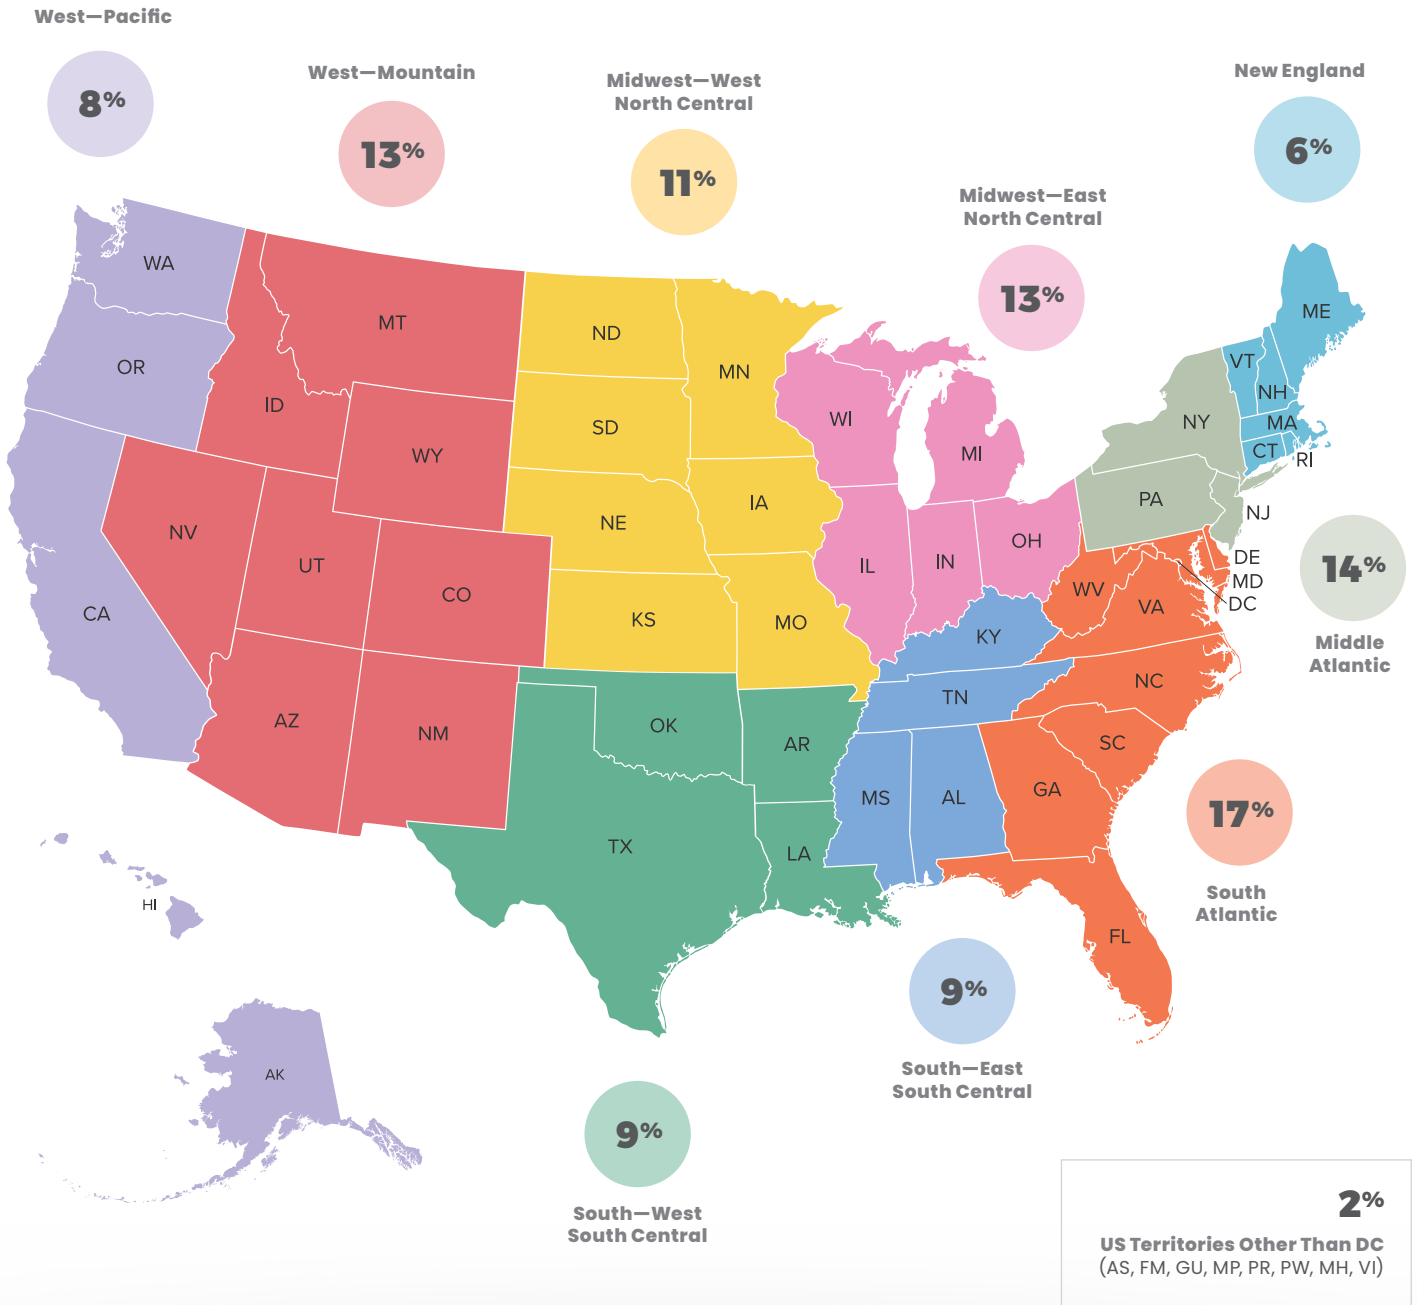 West—Pacific
8%
West—Mountain
13%
Midwest—West
North Central
11%
Midwest—East
North Central
13%
New England
6%
WA
OR
CA
NV
ID
MT
WY
UT
CO
AZ
NM
ND
SD
NE
KS
MN
IA
MO
WI
MI
IL
IN
OH
NY
PA
NJ
ME
VT
NH
MA
CT
RI
DE
MD
DC
WV
VA
NC
SC
GA
FL
KY
TN
MS
AL
OK
AR
TX
LA
HI
AK
14%
Middle
Atlantic
17%
South
Atlantic
9%
South—East
South Central
9%
South—West
South Central
2%
US Territories Other Than DC
(AS, FM, GU, MP, PR, PW, MH, VI)